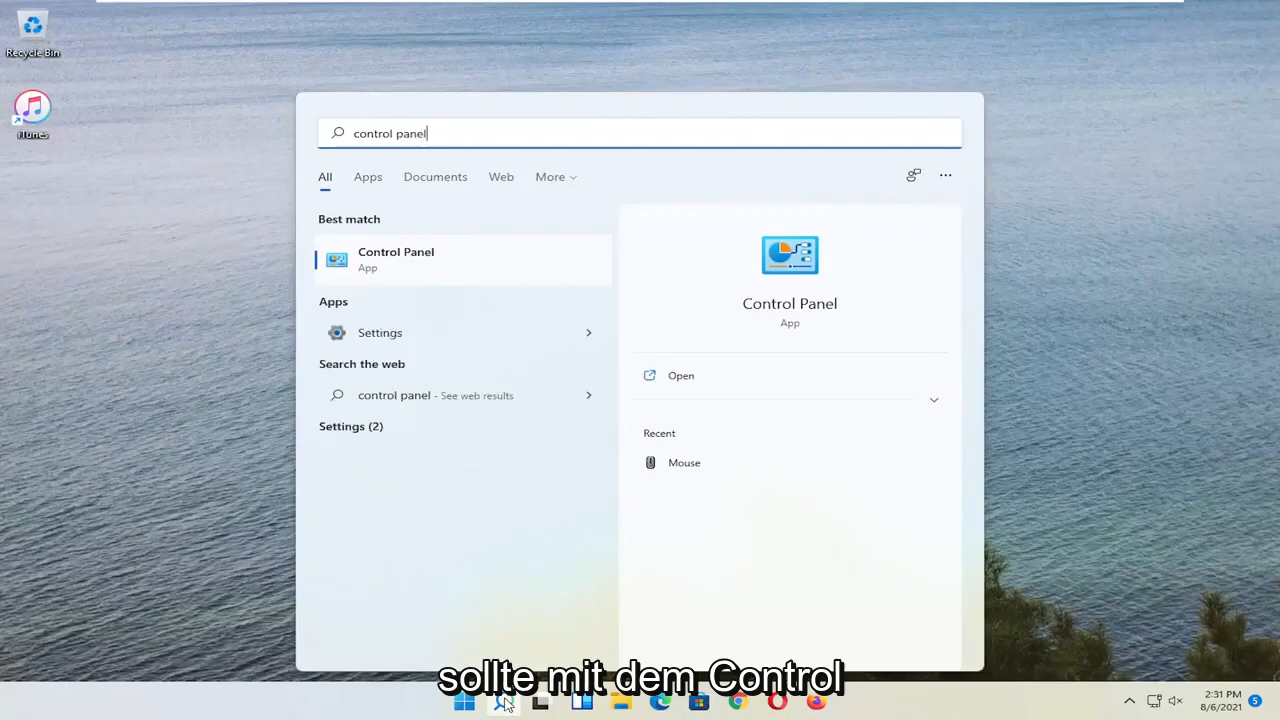 Recycle Bin
iTunes
control panel
All Apps Documents Web More
Best match
Control Panel
App
Apps
Settings
Search the web
control panel - See web results
Settings (2)
Control Panel
App
Open
Recent
Mouse
sollte mit dem Control
2:31 PM
8/6/2021
5